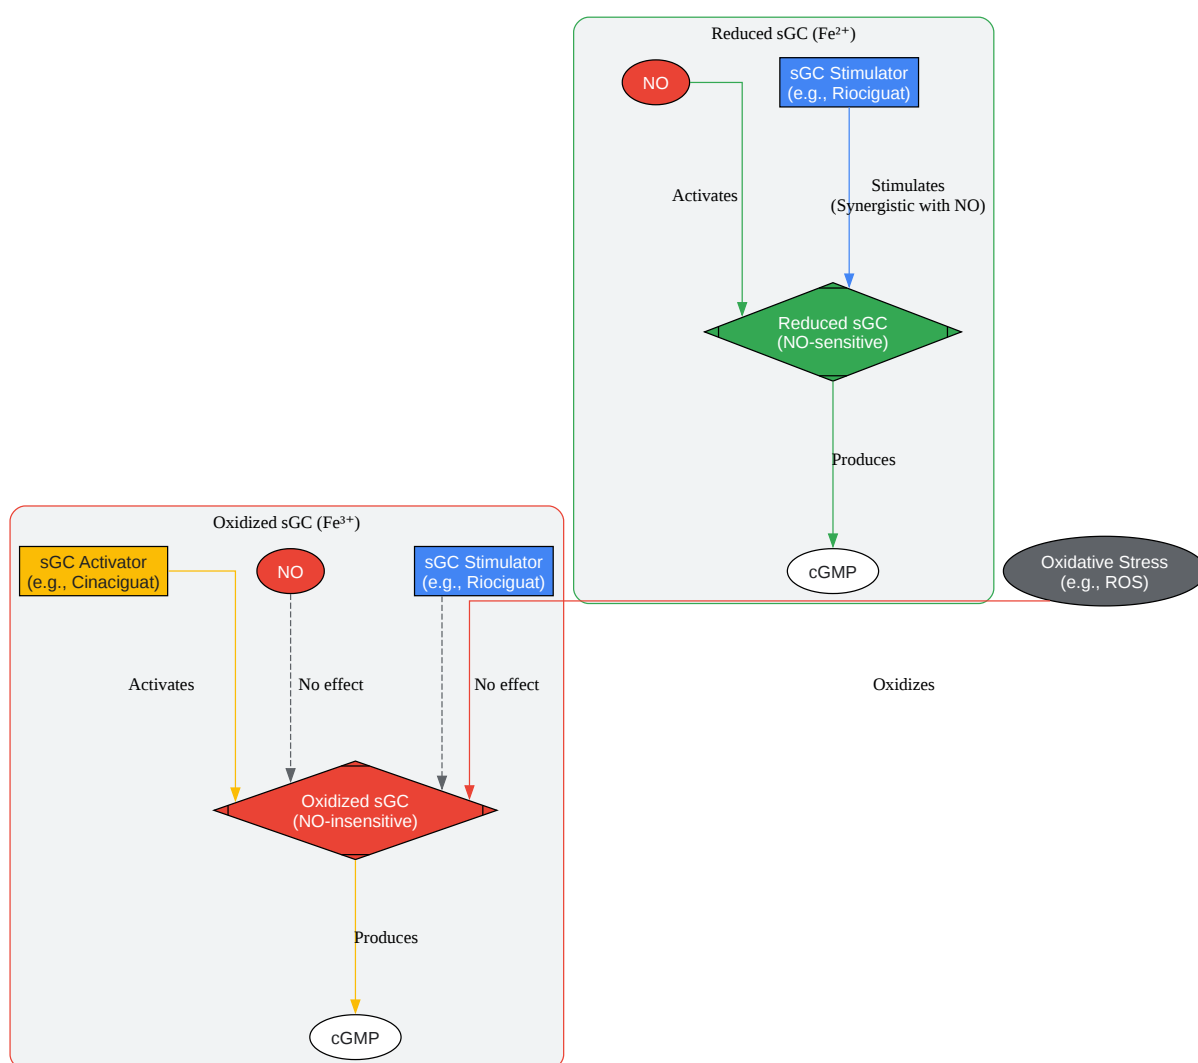 Reduced sGC (Fe²⁺)
NO
sGC Stimulator
(e.g., Riociguat)
Activates
Stimulates
(Synergistic with NO)
Reduced sGC
(NO-sensitive)
Produces
cGMP
Oxidative Stress
(e.g., ROS)
Oxidizes
Oxidized sGC (Fe³⁺)
sGC Activator
(e.g., Cinaciguat)
NO
sGC Stimulator
(e.g., Riociguat)
Activates
No effect
No effect
Oxidized sGC
(NO-insensitive)
Produces
cGMP